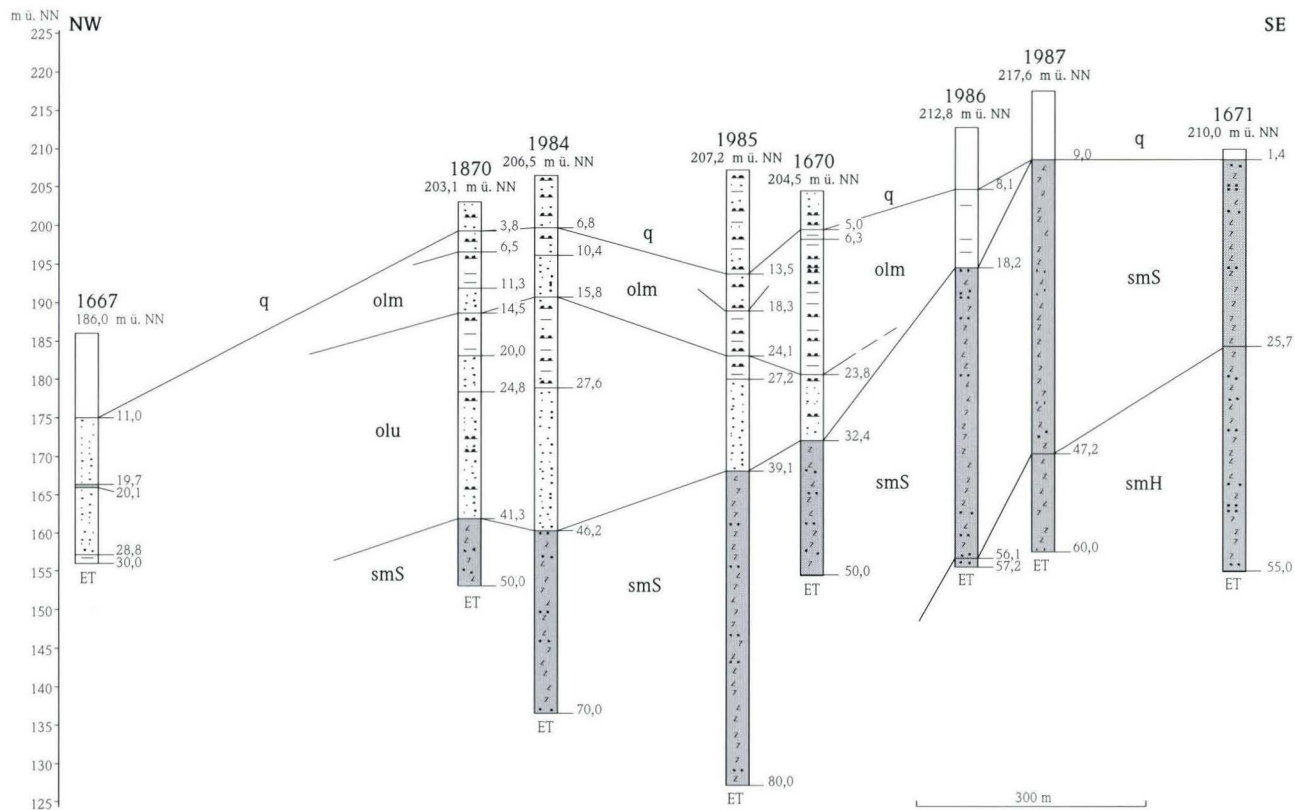 m ü. NN
NW
SE
225
220
215
210
205
200
195
190
185
180
175
170
165
160
155
150
145
140
135
130
125
1667
186,0 m ü. NN
11,0
19,7
20,1
28,8
30,0
ET
q
olm
olu
smS
1870
203,1 m ü. NN
3,8
6,5
11,3
14,5
20,0
24,8
41,3
50,0
ET
1984
206,5 m ü. NN
6,8
10,4
15,8
27,6
46,2
70,0
ET
q
olm
smS
1985
207,2 m ü. NN
13,5
18,3
24,1
27,2
39,1
80,0
ET
1670
204,5 m ü. NN
5,0
6,3
23,8
32,4
50,0
ET
q
olm
smS
1986
212,8 m ü. NN
8,1
18,2
56,1
57,2
ET
1987
217,6 m ü. NN
9,0
47,2
60,0
q
smS
smH
1671
210,0 m ü. NN
1,4
25,7
55,0
ET
300 m